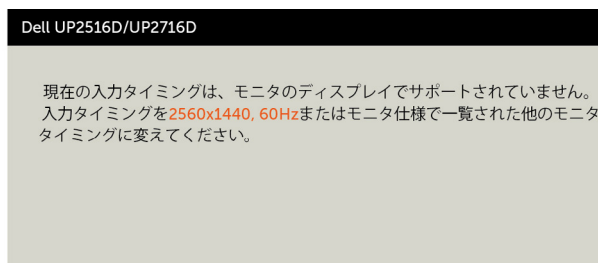 Dell UP2516D/UP2716D
現在の入力タイミングは、モニタのディスプレイでサポートされていません。
入力タイミングを2560x1440, 60Hzまたはモニタ仕様で一覧された他のモニタ
タイミングに変えてください。